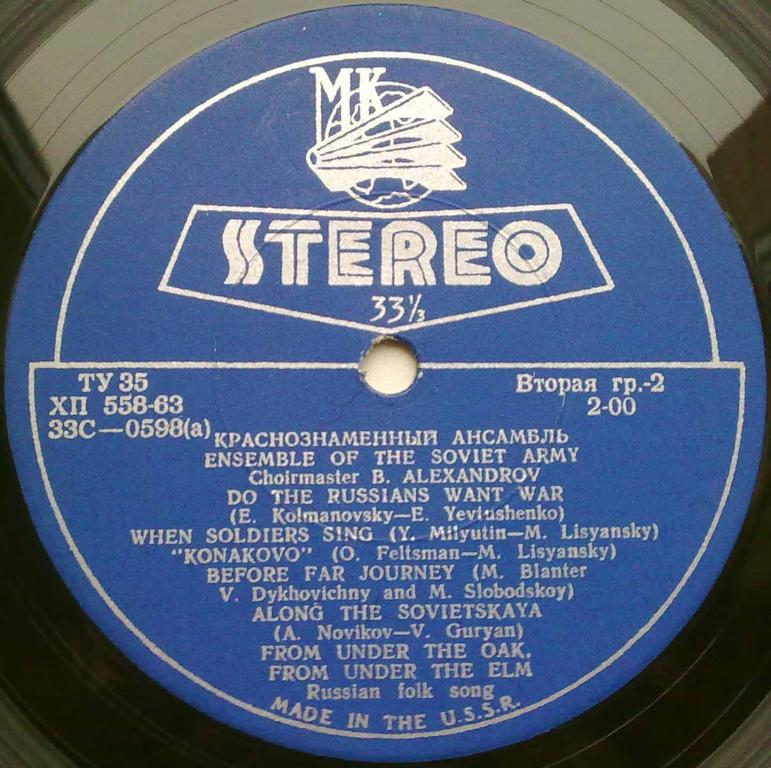 МК
STEREO
33⅓
ТУ 35
ХП 558-63
33С—0598(а)
Вторая гр.-2
2-00
КРАСНОЗНАМЕННЫЙ АНСАМБЛЬ
ENSEMBLE OF THE SOVIET ARMY
Choirmaster B. ALEXANDROV
DO THE RUSSIANS WANT WAR
(E. Kolmanovsky—E. Yevtushenko)
WHEN SOLDIERS SING (Y. Milyutin—M. Lisyansky)
"KONAKOVO" (O. Feltsman—M. Lisyansky)
BEFORE FAR JOURNEY (M. Blanter
V. Dykhovichny and M. Slobodskoy)
ALONG THE SOVIETSKAYA
(A. Novikov—V. Guryan)
FROM UNDER THE OAK,
FROM UNDER THE ELM
Russian folk song
MADE IN THE U.S.S.R.